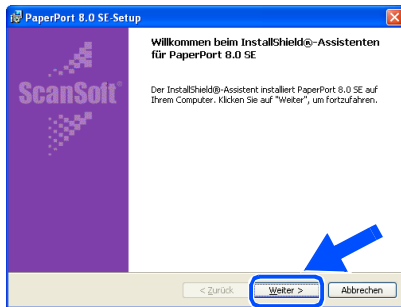 PaperPort 8.0 SE-Setup
Willkommen beim InstallShield®-Assistenten
für PaperPort 8.0 SE
ScanSoft®
Der InstallShield®-Assistent installiert PaperPort 8.0 SE auf
Ihrem Computer. Klicken Sie auf "Weiter", um fortzufahren.
< Zurück
Weiter >
Abbrechen